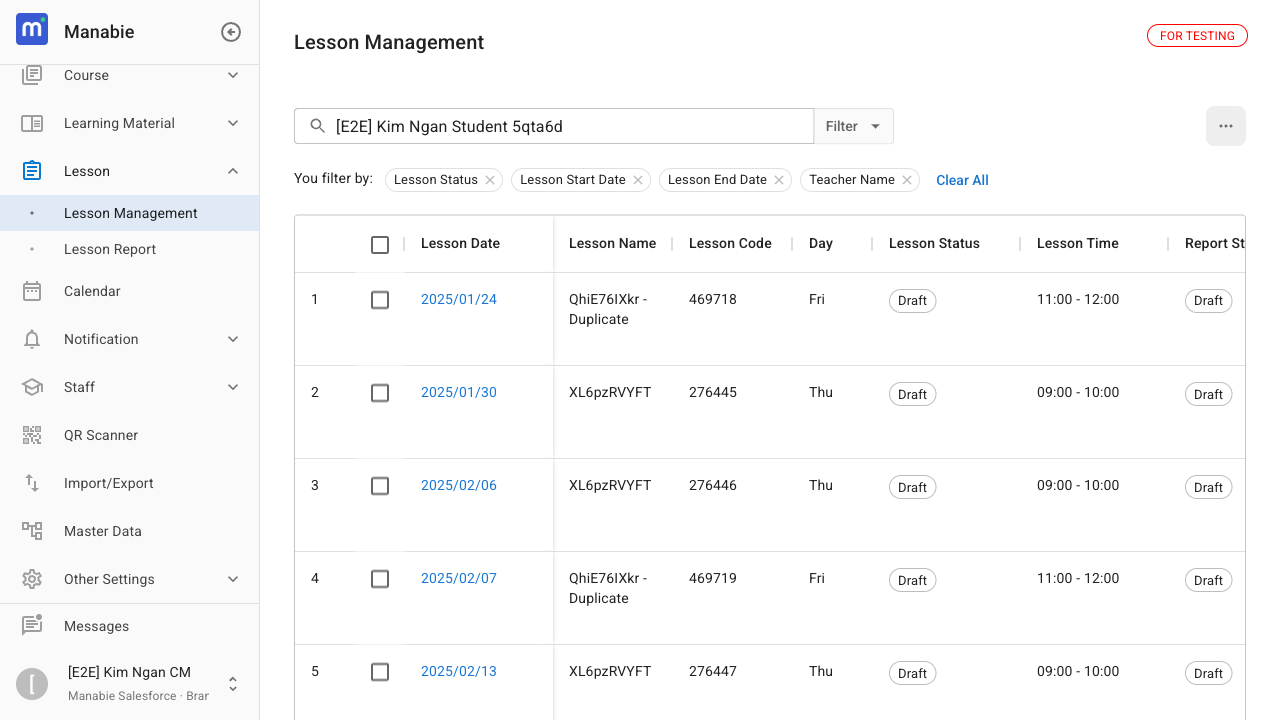 Manabie
Course
Learning Material
Lesson
Lesson Management
Lesson Report
Calendar
Notification
Staff
QR Scanner
Import/Export
Master Data
Other Settings
Messages
[
[E2E] Kim Ngan CM
Manabie Salesforce · Brar
Lesson Management
FOR TESTING
[E2E] Kim Ngan Student 5qta6d
Filter
You filter by: Lesson Status Lesson Start Date Lesson End Date Teacher Name Clear All
Lesson Date Lesson Name Lesson Code Day Lesson Status Lesson Time Report St
1 2025/01/24 QhiE76IXkr - 469718 Fri Draft 11:00 - 12:00 Draft
Duplicate
2 2025/01/30 XL6pzRVYFT 276445 Thu Draft 09:00 - 10:00 Draft
3 2025/02/06 XL6pzRVYFT 276446 Thu Draft 09:00 - 10:00 Draft
4 2025/02/07 QhiE76IXkr - 469719 Fri Draft 11:00 - 12:00 Draft
Duplicate
5 2025/02/13 XL6pzRVYFT 276447 Thu Draft 09:00 - 10:00 Draft